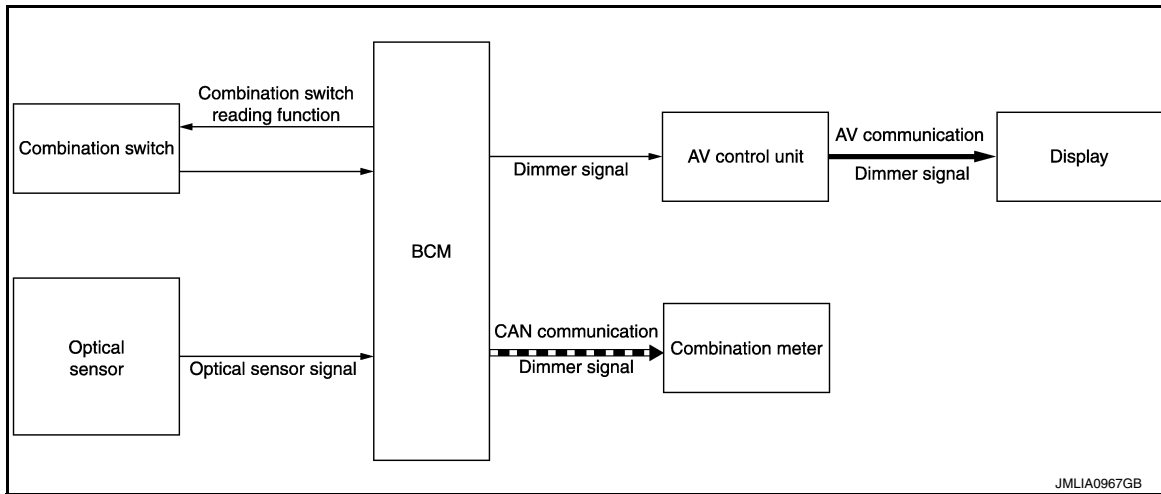 Combination switch
reading function
Combination switch
Optical
sensor
Optical sensor signal
BCM
Dimmer signal
AV control unit
AV communication
Dimmer signal
Display
CAN communication
Dimmer signal
Combination meter
JMLIA0967GB